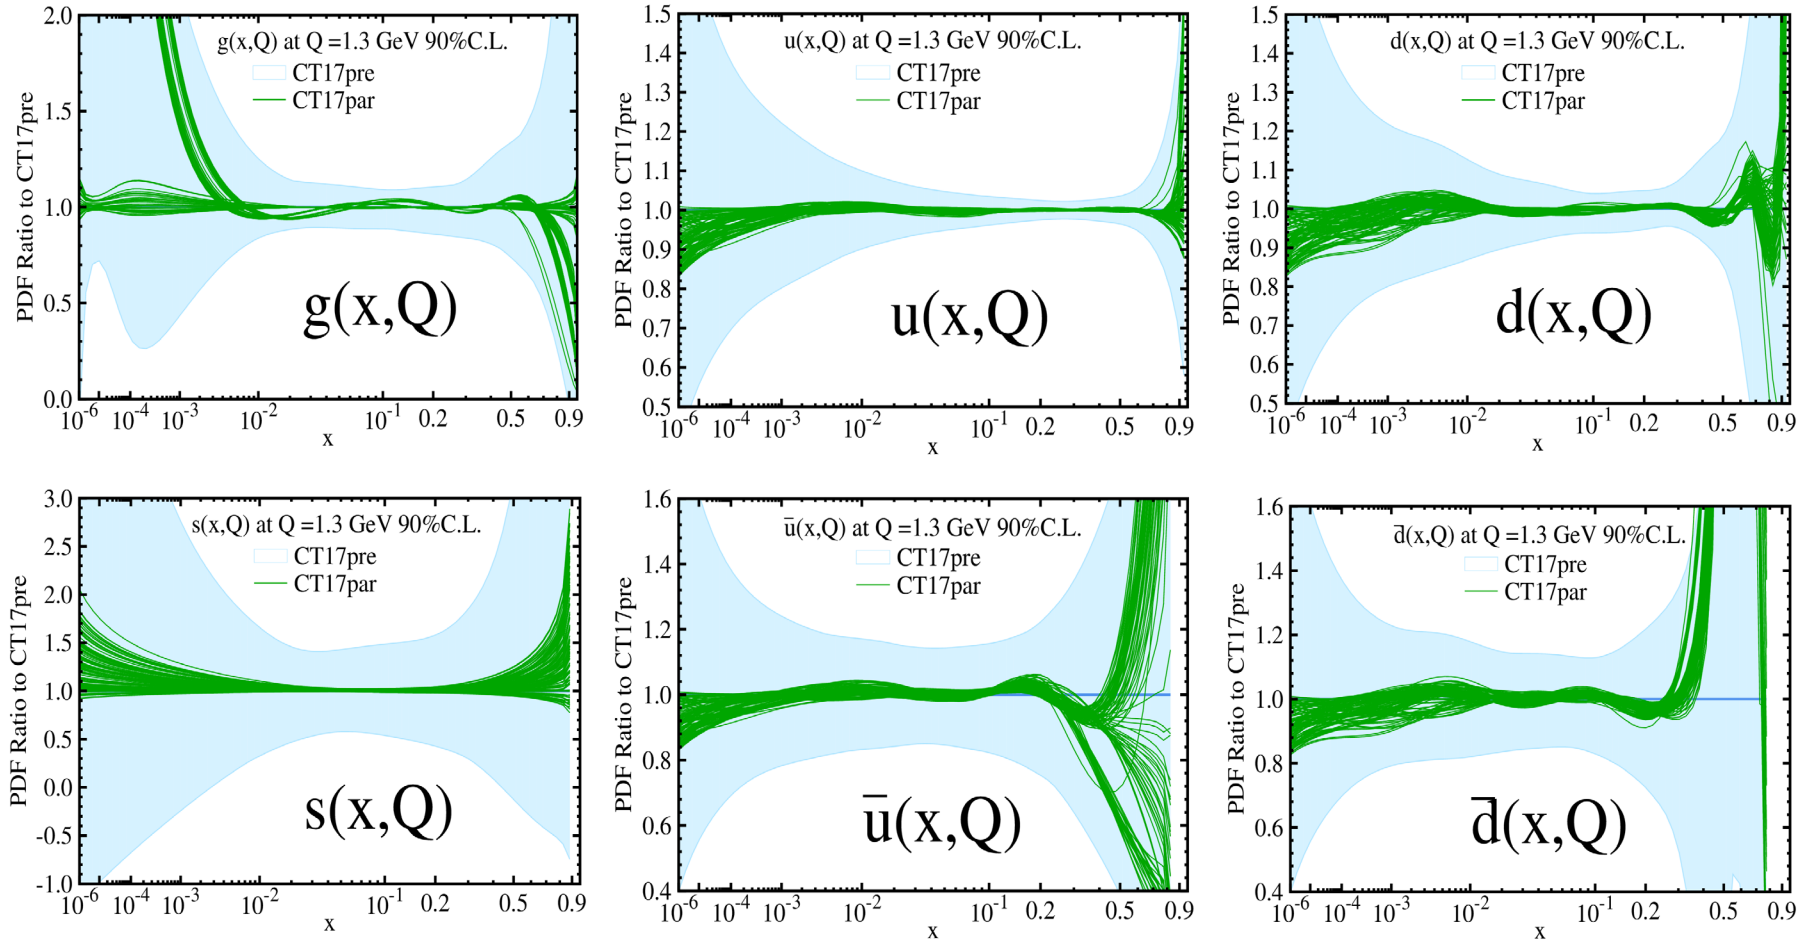 g(x,Q) at Q =1.3 GeV 90%C.L.
CT17pre
CT17par
PDF Ratio to CT17pre
2.0
1.5
1.0
0.5
0.0
g(x,Q)
10-6 10-4 10-3 10-2 10-1 0.2 0.5 0.9
x
u(x,Q) at Q =1.3 GeV 90%C.L.
CT17pre
CT17par
PDF Ratio to CT17pre
1.5
1.4
1.3
1.2
1.1
1.0
0.9
0.8
0.7
0.6
0.5
u(x,Q)
10-6 10-4 10-3 10-2 10-1 0.2 0.5 0.9
x
d(x,Q) at Q =1.3 GeV 90%C.L.
CT17pre
CT17par
PDF Ratio to CT17pre
1.5
1.4
1.3
1.2
1.1
1.0
0.9
0.8
0.7
0.6
0.5
d(x,Q)
10-6 10-4 10-3 10-2 10-1 0.2 0.5 0.9
x
s(x,Q) at Q =1.3 GeV 90%C.L.
CT17pre
CT17par
PDF Ratio to CT17pre
3.0
2.5
2.0
1.5
1.0
0.5
0.0
-0.5
-1.0
s(x,Q)
10-6 10-4 10-3 10-2 10-1 0.2 0.5 0.9
x
ū(x,Q) at Q =1.3 GeV 90%C.L.
CT17pre
CT17par
PDF Ratio to CT17pre
1.6
1.4
1.2
1.0
0.8
0.6
0.4
ū(x,Q)
10-6 10-4 10-3 10-2 10-1 0.2 0.5 0.9
x
d̅(x,Q) at Q =1.3 GeV 90%C.L.
CT17pre
CT17par
PDF Ratio to CT17pre
1.6
1.4
1.2
1.0
0.8
0.6
0.4
d̅(x,Q)
10-6 10-4 10-3 10-2 10-1 0.2 0.5 0.9
x